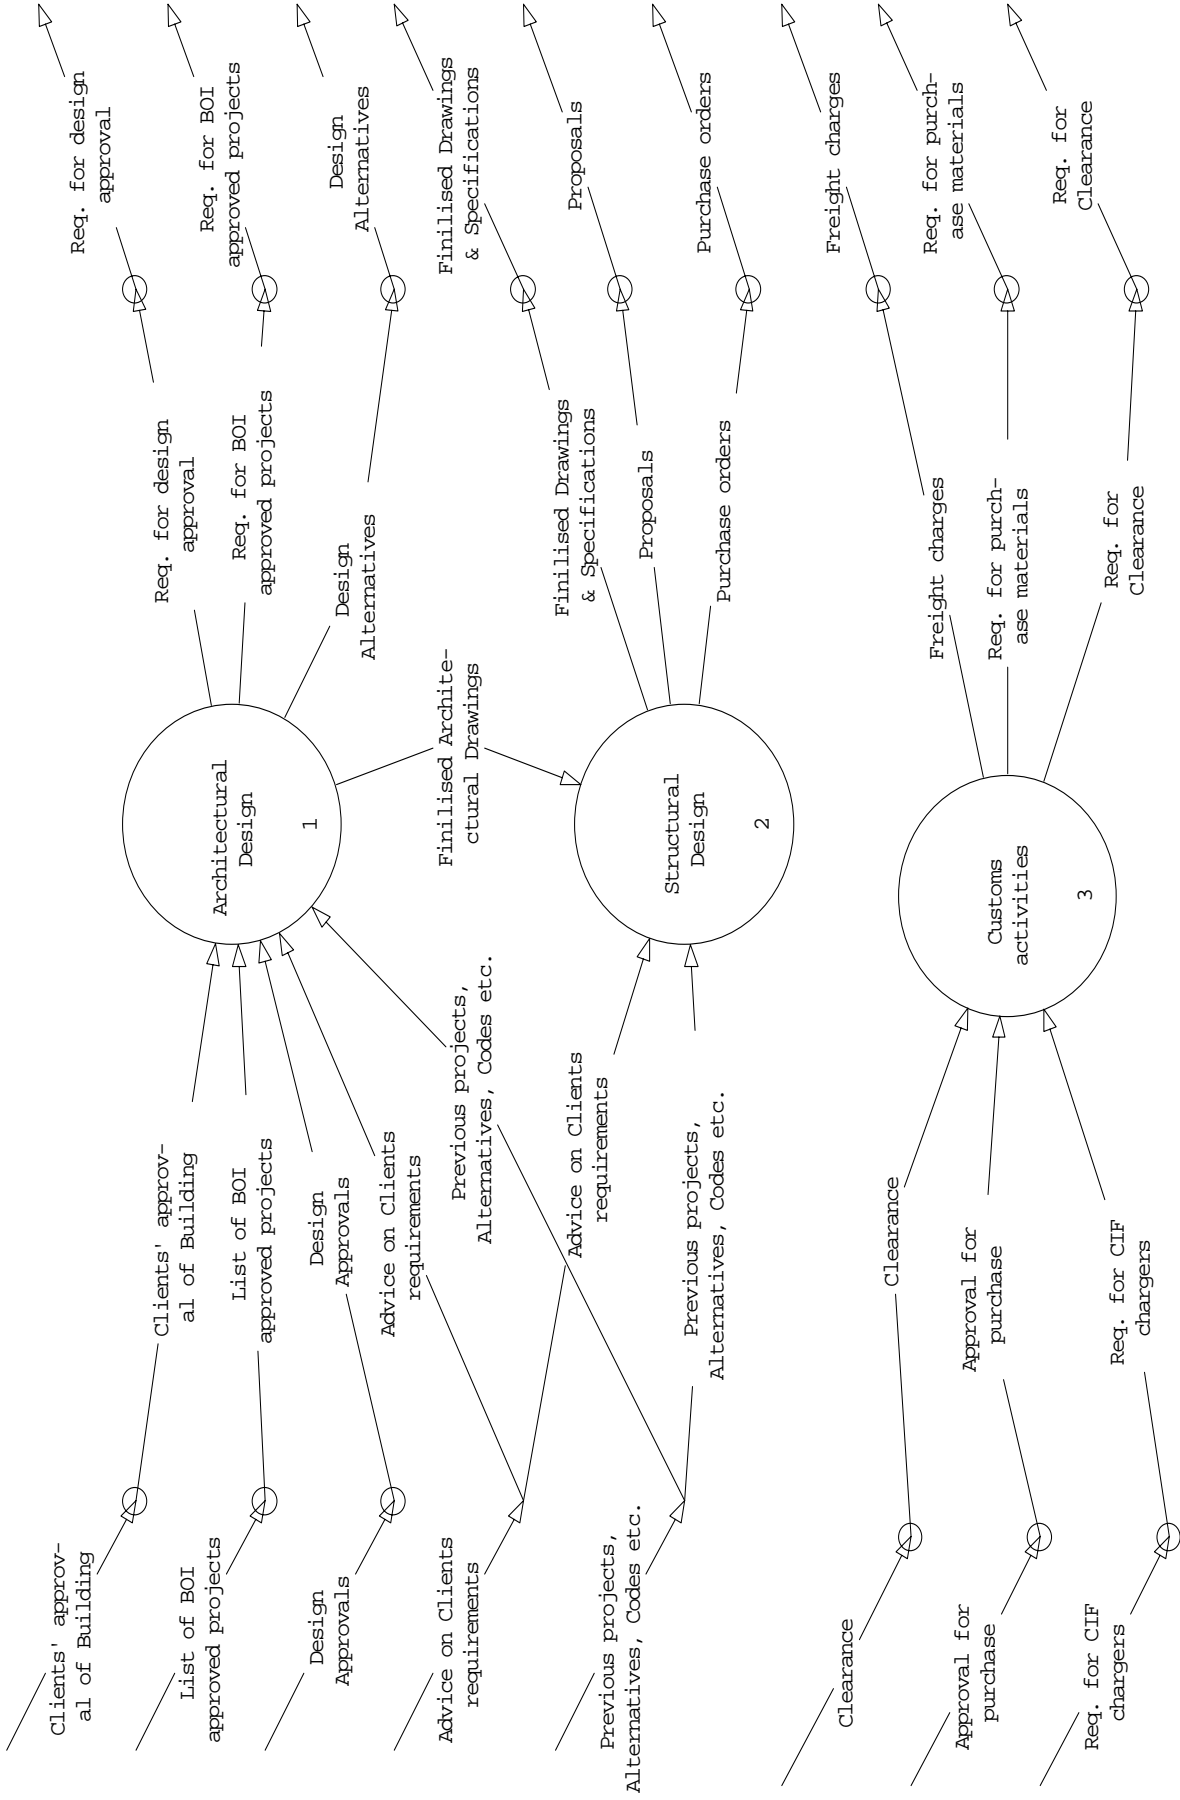 Clients' approv-
al of Building
List of BOI
approved projects
Design
Approvals
Advice on Clients
requirements
Previous projects,
Alternatives, Codes etc.
Clearance
Approval for
purchase
Req. for CIF
chargers
Clients' approv-
al of Building
List of BOI
approved projects
Design
Approvals
Advice on Clients
requirements
Previous projects,
Alternatives, Codes etc.
Advice on Clients
requirements
Previous projects,
Alternatives, Codes etc.
Clearance
Approval for
purchase
Req. for CIF
chargers
Architectural
Design
1
Finilised Archite-
ctural Drawings
Structural
Design
2
Customs
activities
3
Req. for design
approval
Req. for BOI
approved projects
Design
Alternatives
Finilised Drawings
& Specifications
Proposals
Purchase orders
Freight charges
Req. for purch-
ase materials
Req. for
Clearance
Req. for design
approval
Req. for BOI
approved projects
Design
Alternatives
Finilised Drawings
& Specifications
Proposals
Purchase orders
Freight charges
Req. for purch-
ase materials
Req. for
Clearance